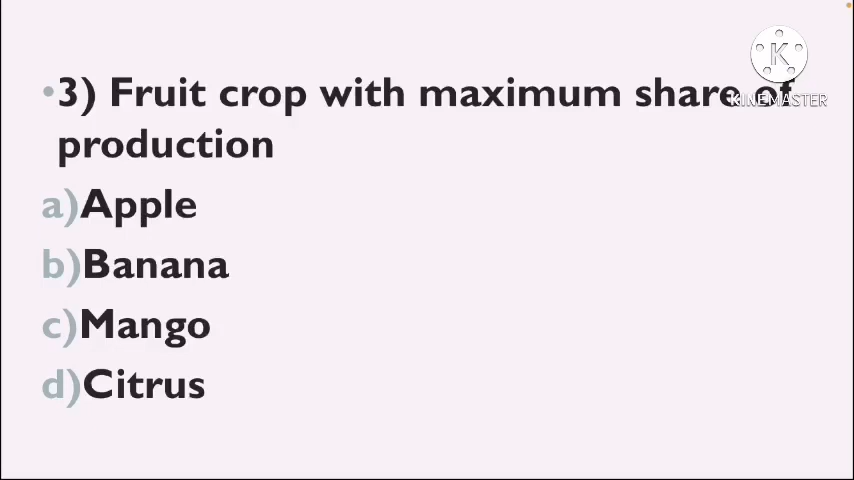 •3) Fruit crop with maximum share of
production
a)Apple
b)Banana
c)Mango
d)Citrus
K
KINEMASTER